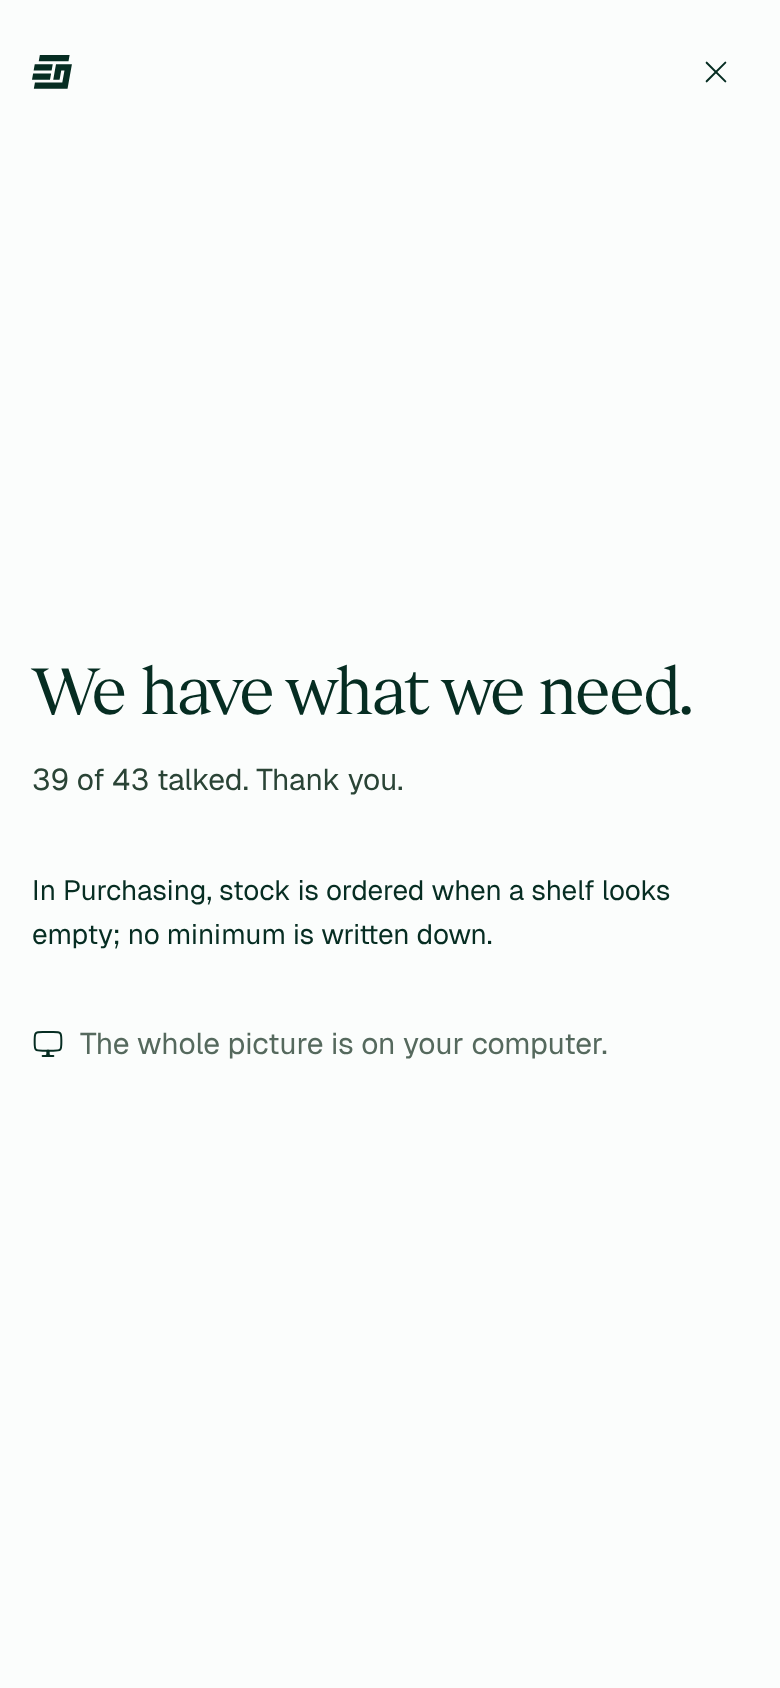 We have what we need.
39 of 43 talked. Thank you.
In Purchasing, stock is ordered when a shelf looks
empty; no minimum is written down.
The whole picture is on your computer.